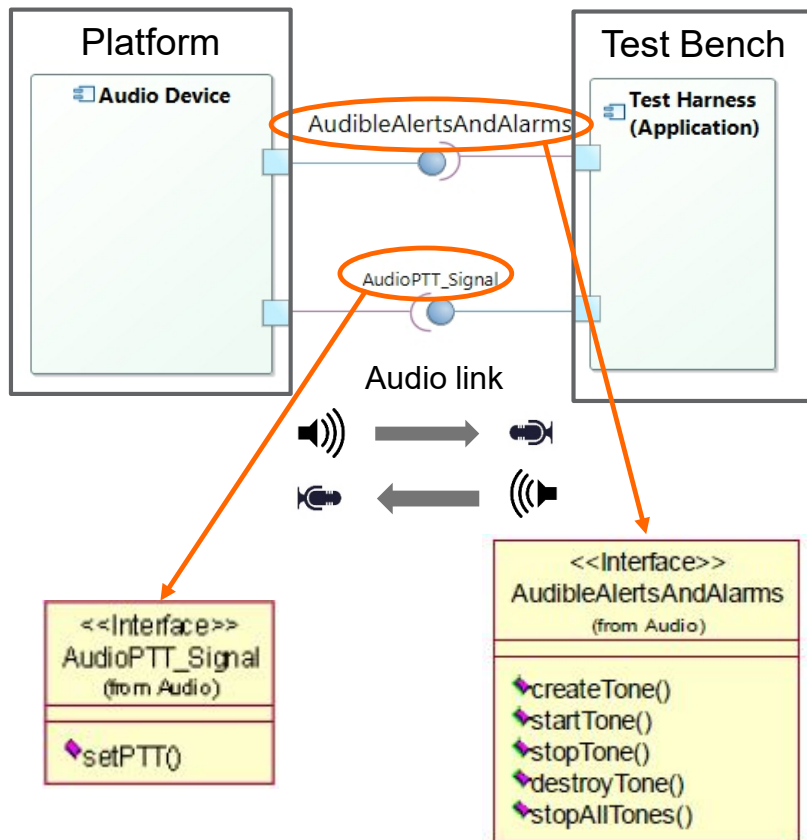 Platform
Test Bench
Audio Device
Test Harness
(Application)
AudibleAlertsAndAlarms
AudioPTT_Signal
Audio link
<<Interface>>
AudioPTT_Signal
(from Audio)
setPTT()
<<Interface>>
AudibleAlertsAndAlarms
(from Audio)
createTone()
startTone()
stopTone()
destroyTone()
stopAllTones()